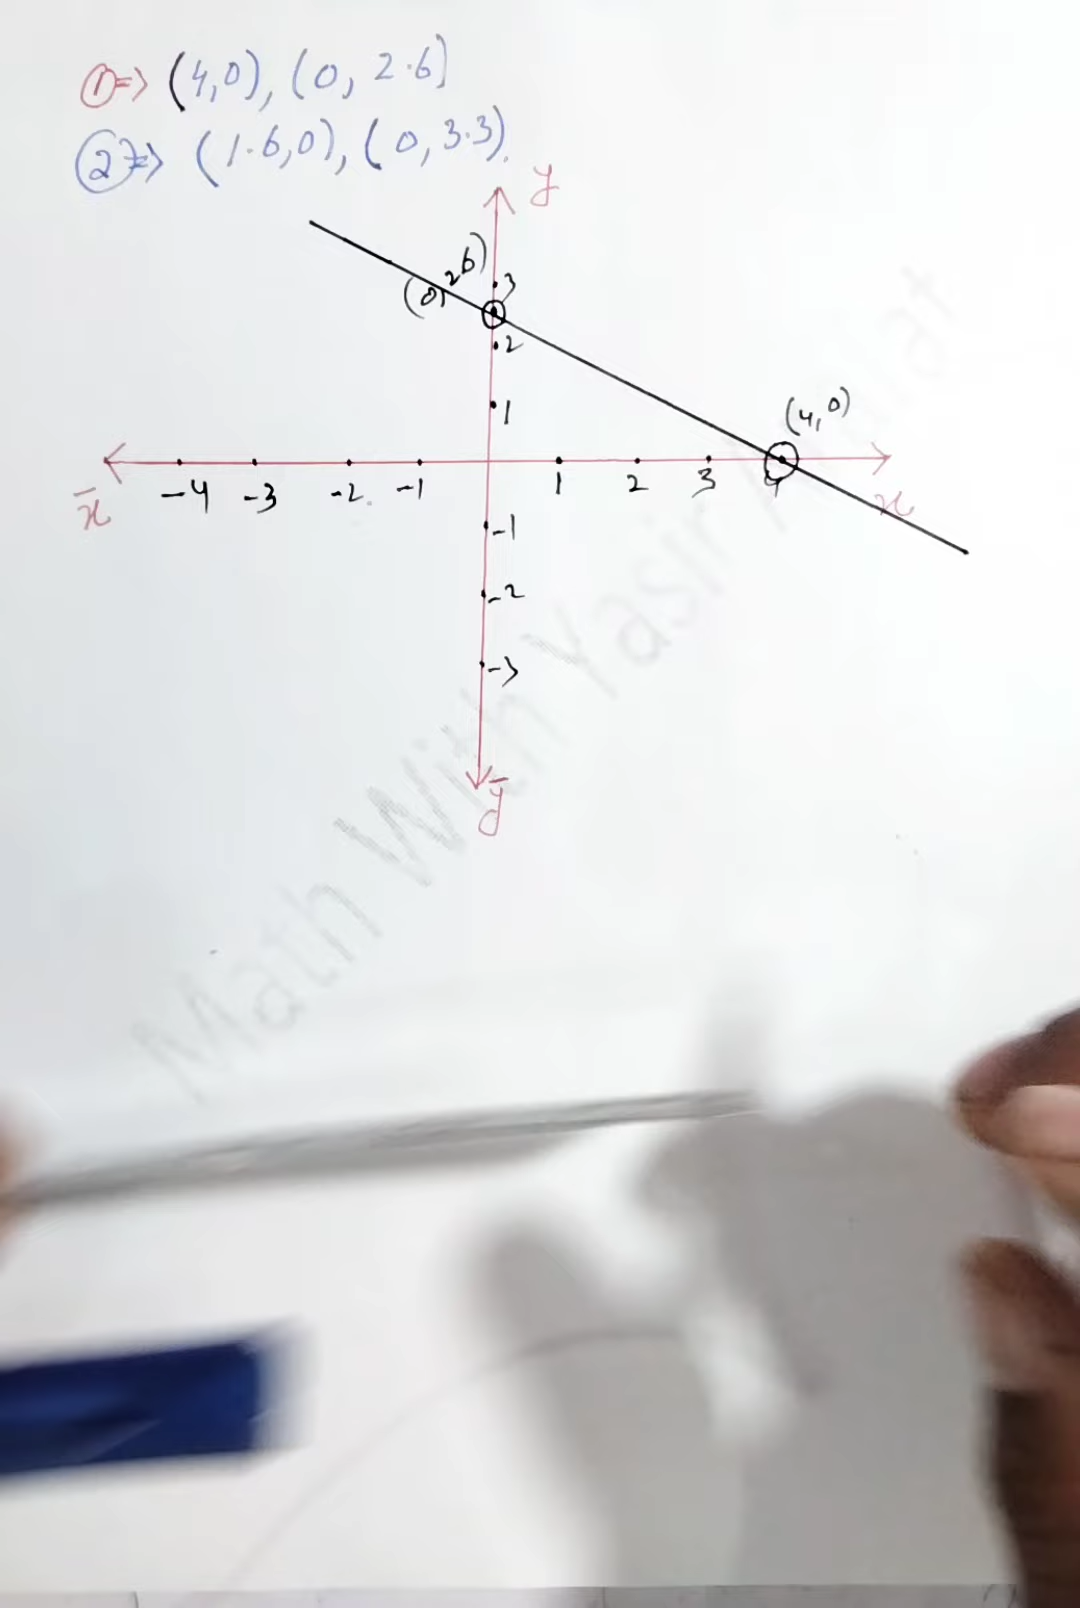 ①=> (4,0), (0, 2.6)
②=> (1.6,0), (0, 3.3).
y
(0, 2.6)
3
2
1
(4, 0)
-4 -3 -2 -1 1 2 3 4
x̄ x
-1
-2
-3
ȳ
Math With Yasir